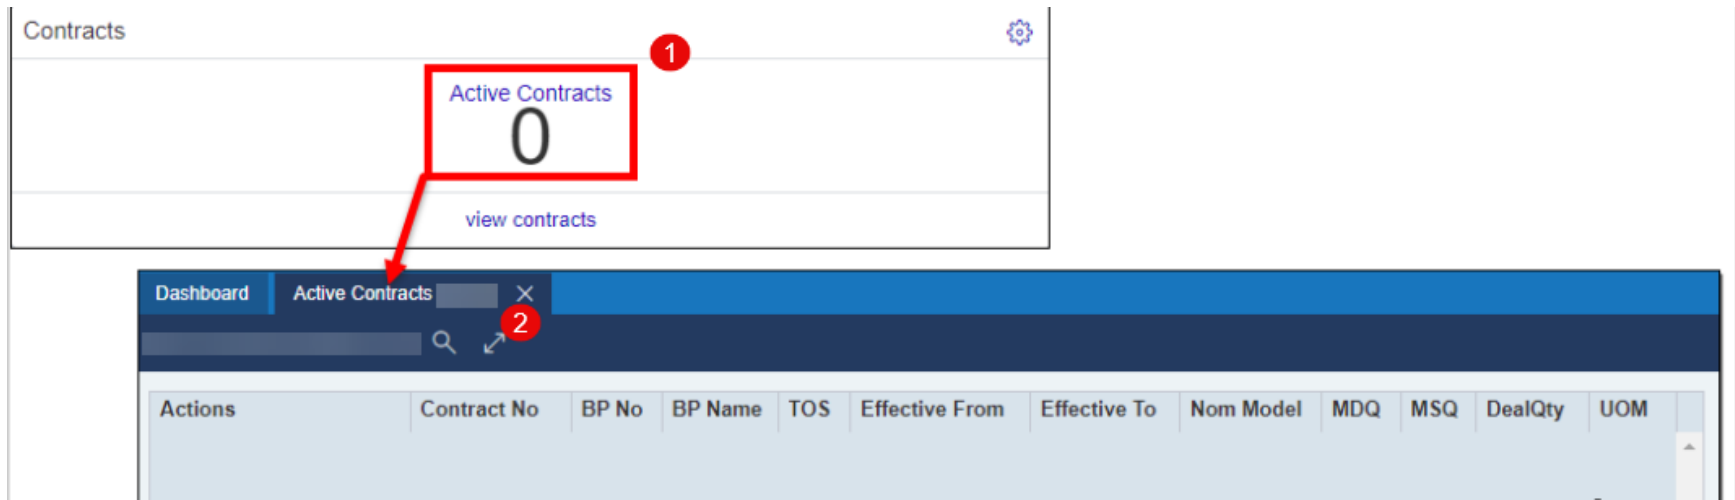 Contracts
1
Active Contracts
0
view contracts
Dashboard Active Contracts
2
Actions Contract No BP No BP Name TOS Effective From Effective To Nom Model MDQ MSQ DealQty UOM